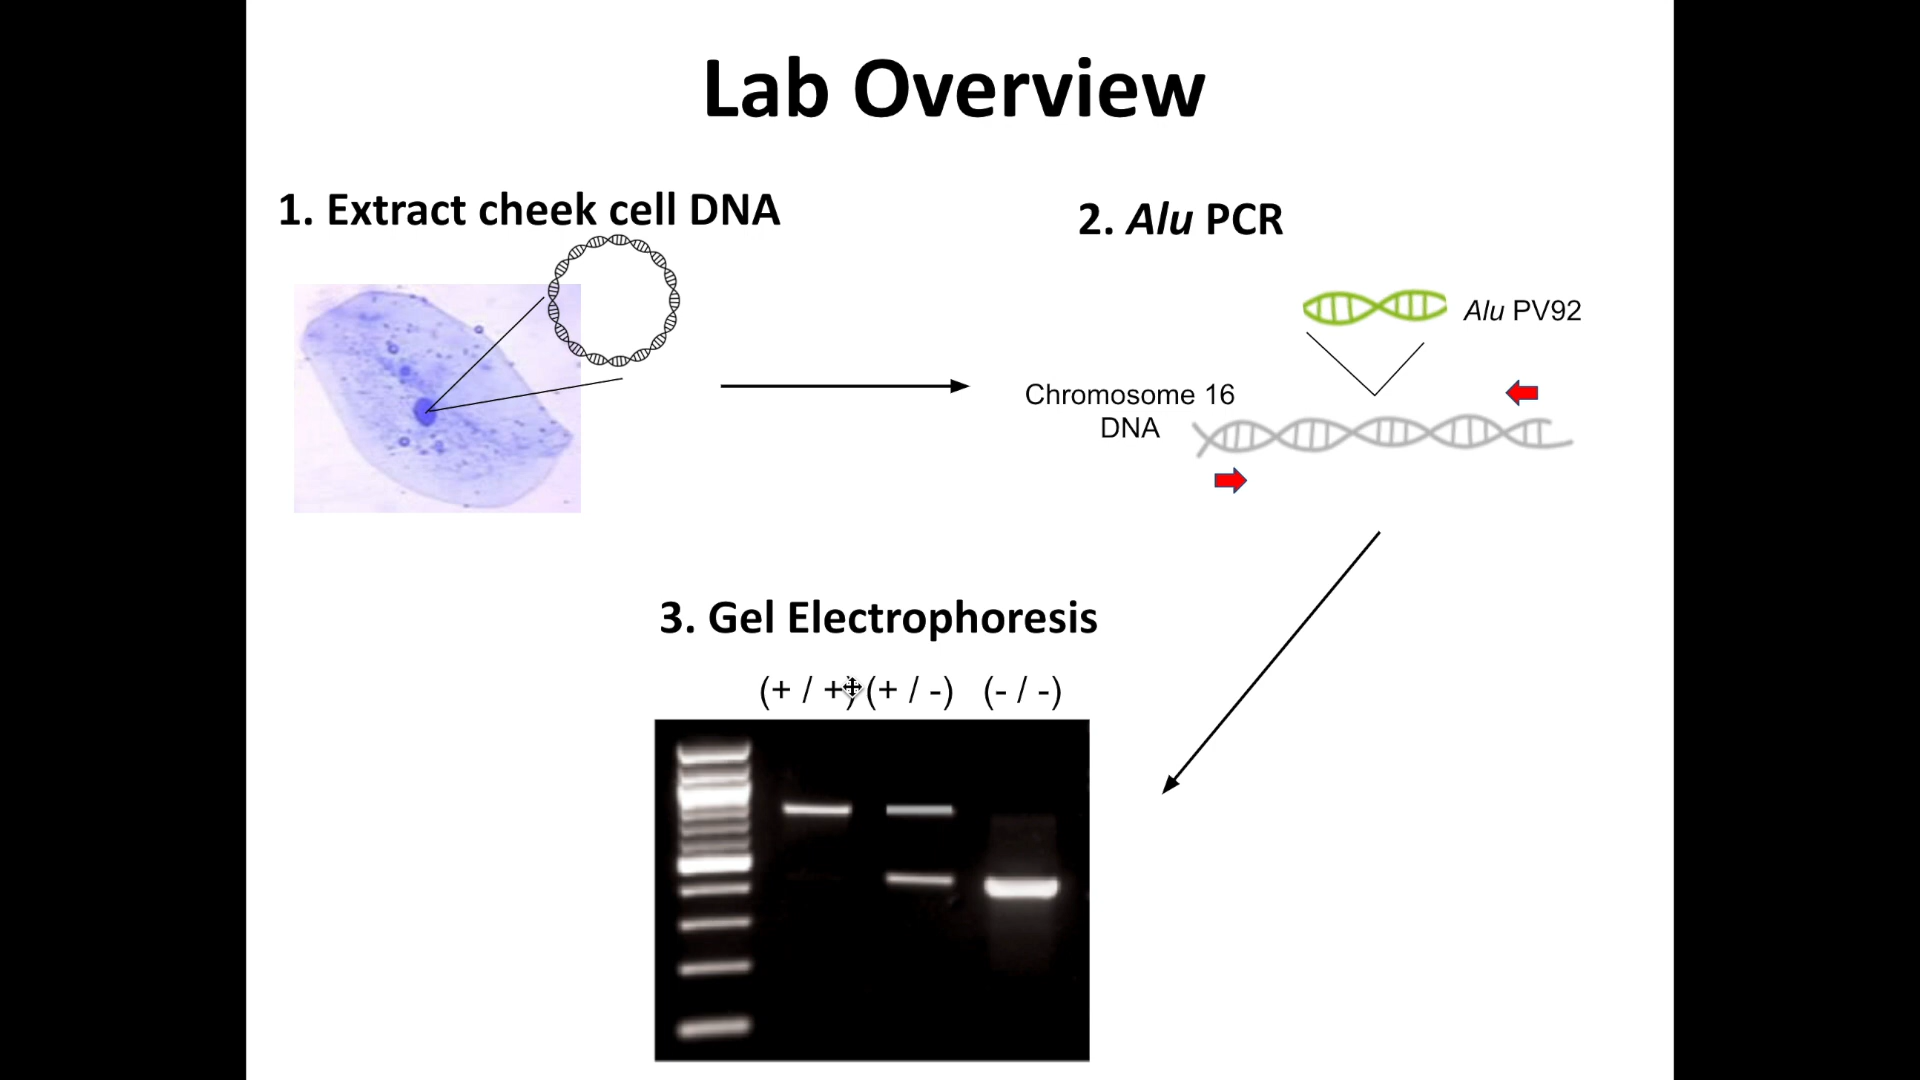 Lab Overview
1. Extract cheek cell DNA
2. Alu PCR
Alu PV92
Chromosome 16
DNA
3. Gel Electrophoresis
(+ / +) (+ / -) (- / -)